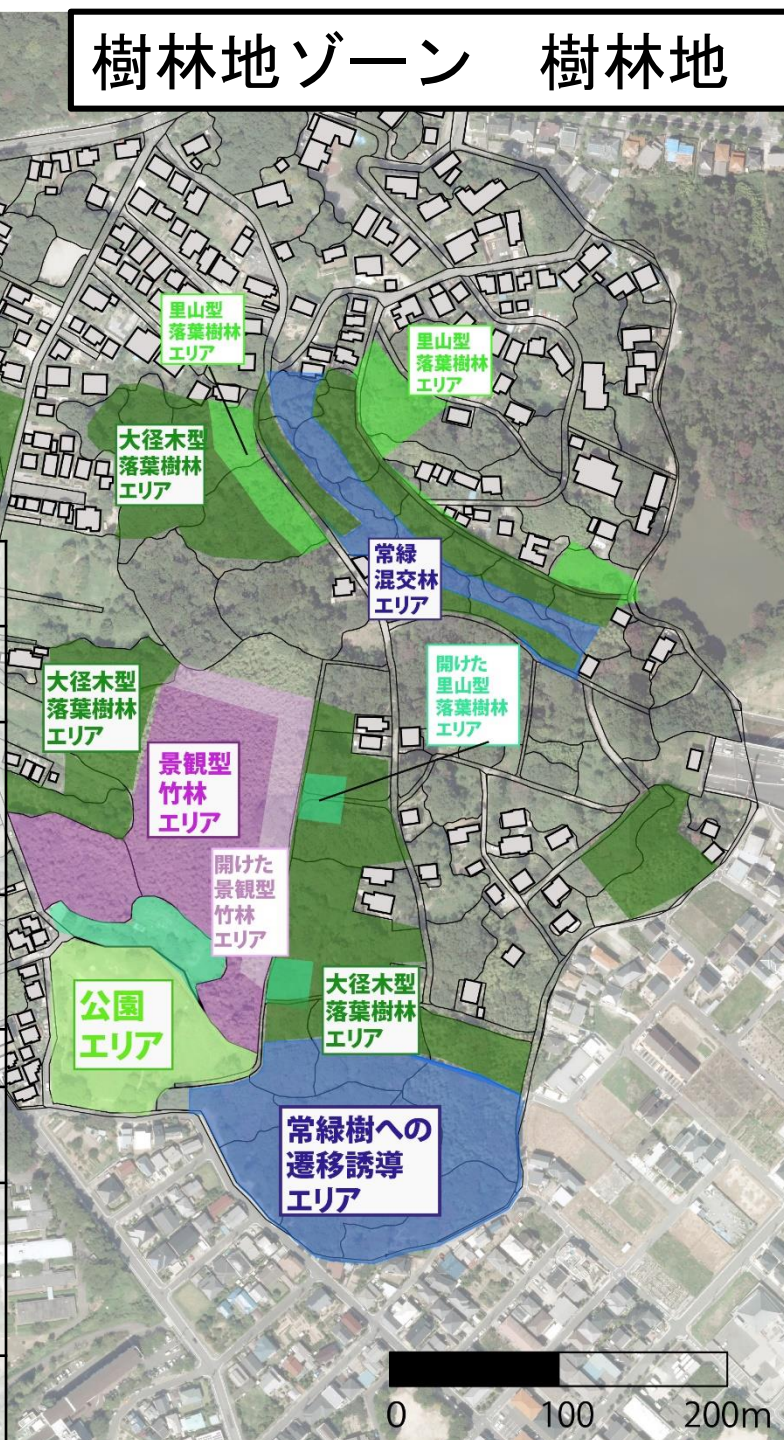 樹林地ゾーン　樹林地
里山型
落葉樹林
エリア
里山型
落葉樹林
エリア
大径木型
落葉樹林
エリア
常緑
混交林
エリア
開けた
里山型
落葉樹林
エリア
大径木型
落葉樹林
エリア
景観型
竹林
エリア
開けた
景観型
竹林
エリア
大径木型
落葉樹林
エリア
公園
エリア
常緑樹への
遷移誘導
エリア
0 100 200m